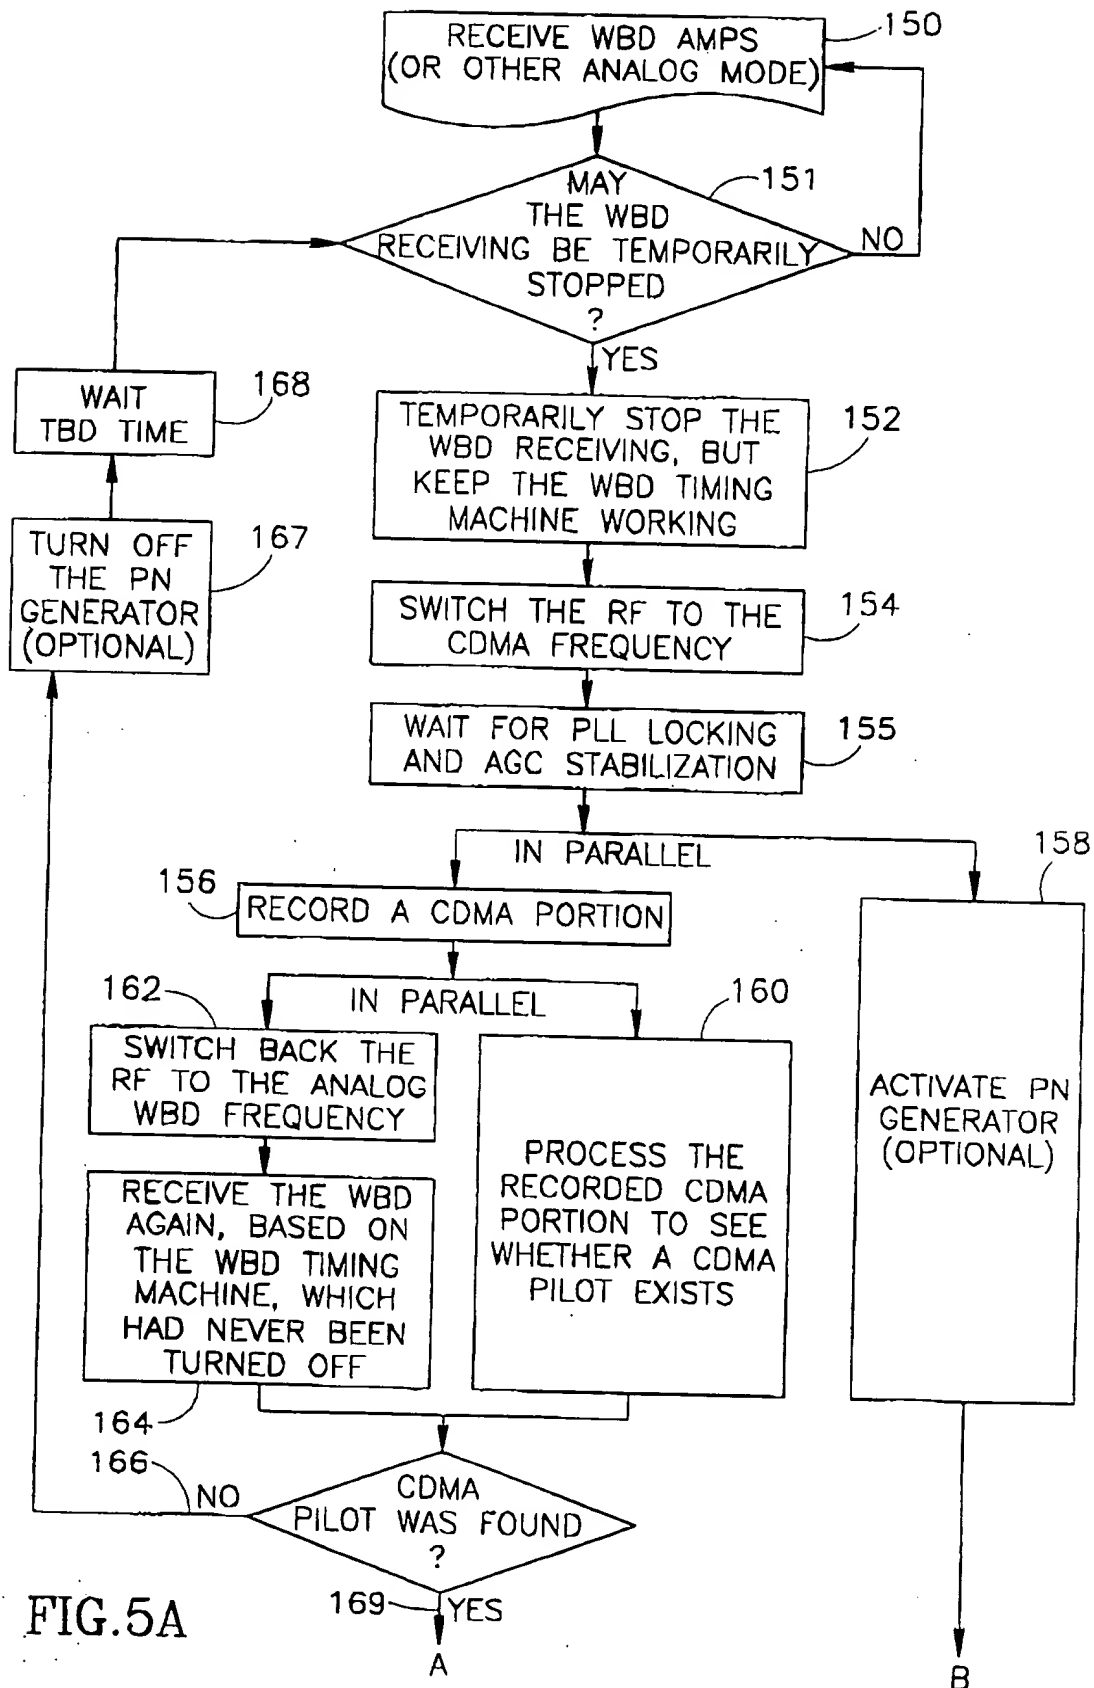 RECEIVE WBD AMPS
(OR OTHER ANALOG MODE)
150
MAY
THE WBD
RECEIVING BE TEMPORARILY
STOPPED
?
151
NO
YES
WAIT
TBD TIME
168
TEMPORARILY STOP THE
WBD RECEIVING, BUT
KEEP THE WBD TIMING
MACHINE WORKING
152
TURN OFF
THE PN
GENERATOR
(OPTIONAL)
167
SWITCH THE RF TO THE
CDMA FREQUENCY
154
WAIT FOR PLL LOCKING
AND AGC STABILIZATION
155
IN PARALLEL
158
156
RECORD A CDMA PORTION
162
IN PARALLEL
160
SWITCH BACK THE
RF TO THE ANALOG
WBD FREQUENCY
PROCESS THE
RECORDED CDMA
PORTION TO SEE
WHETHER A CDMA
PILOT EXISTS
ACTIVATE PN
GENERATOR
(OPTIONAL)
RECEIVE THE WBD
AGAIN, BASED ON
THE WBD TIMING
MACHINE, WHICH
HAD NEVER BEEN
TURNED OFF
164
166
NO
CDMA
PILOT WAS FOUND
?
169
YES
A
B
FIG.5A